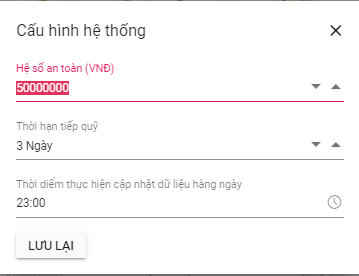 Cấu hình hệ thống
Hệ số an toàn (VNĐ)
50000000
Thời hạn tiếp quỹ
3 Ngày
Thời diểm thực hiện cập nhật dữ liệu hàng ngày
23:00
LƯU LẠI